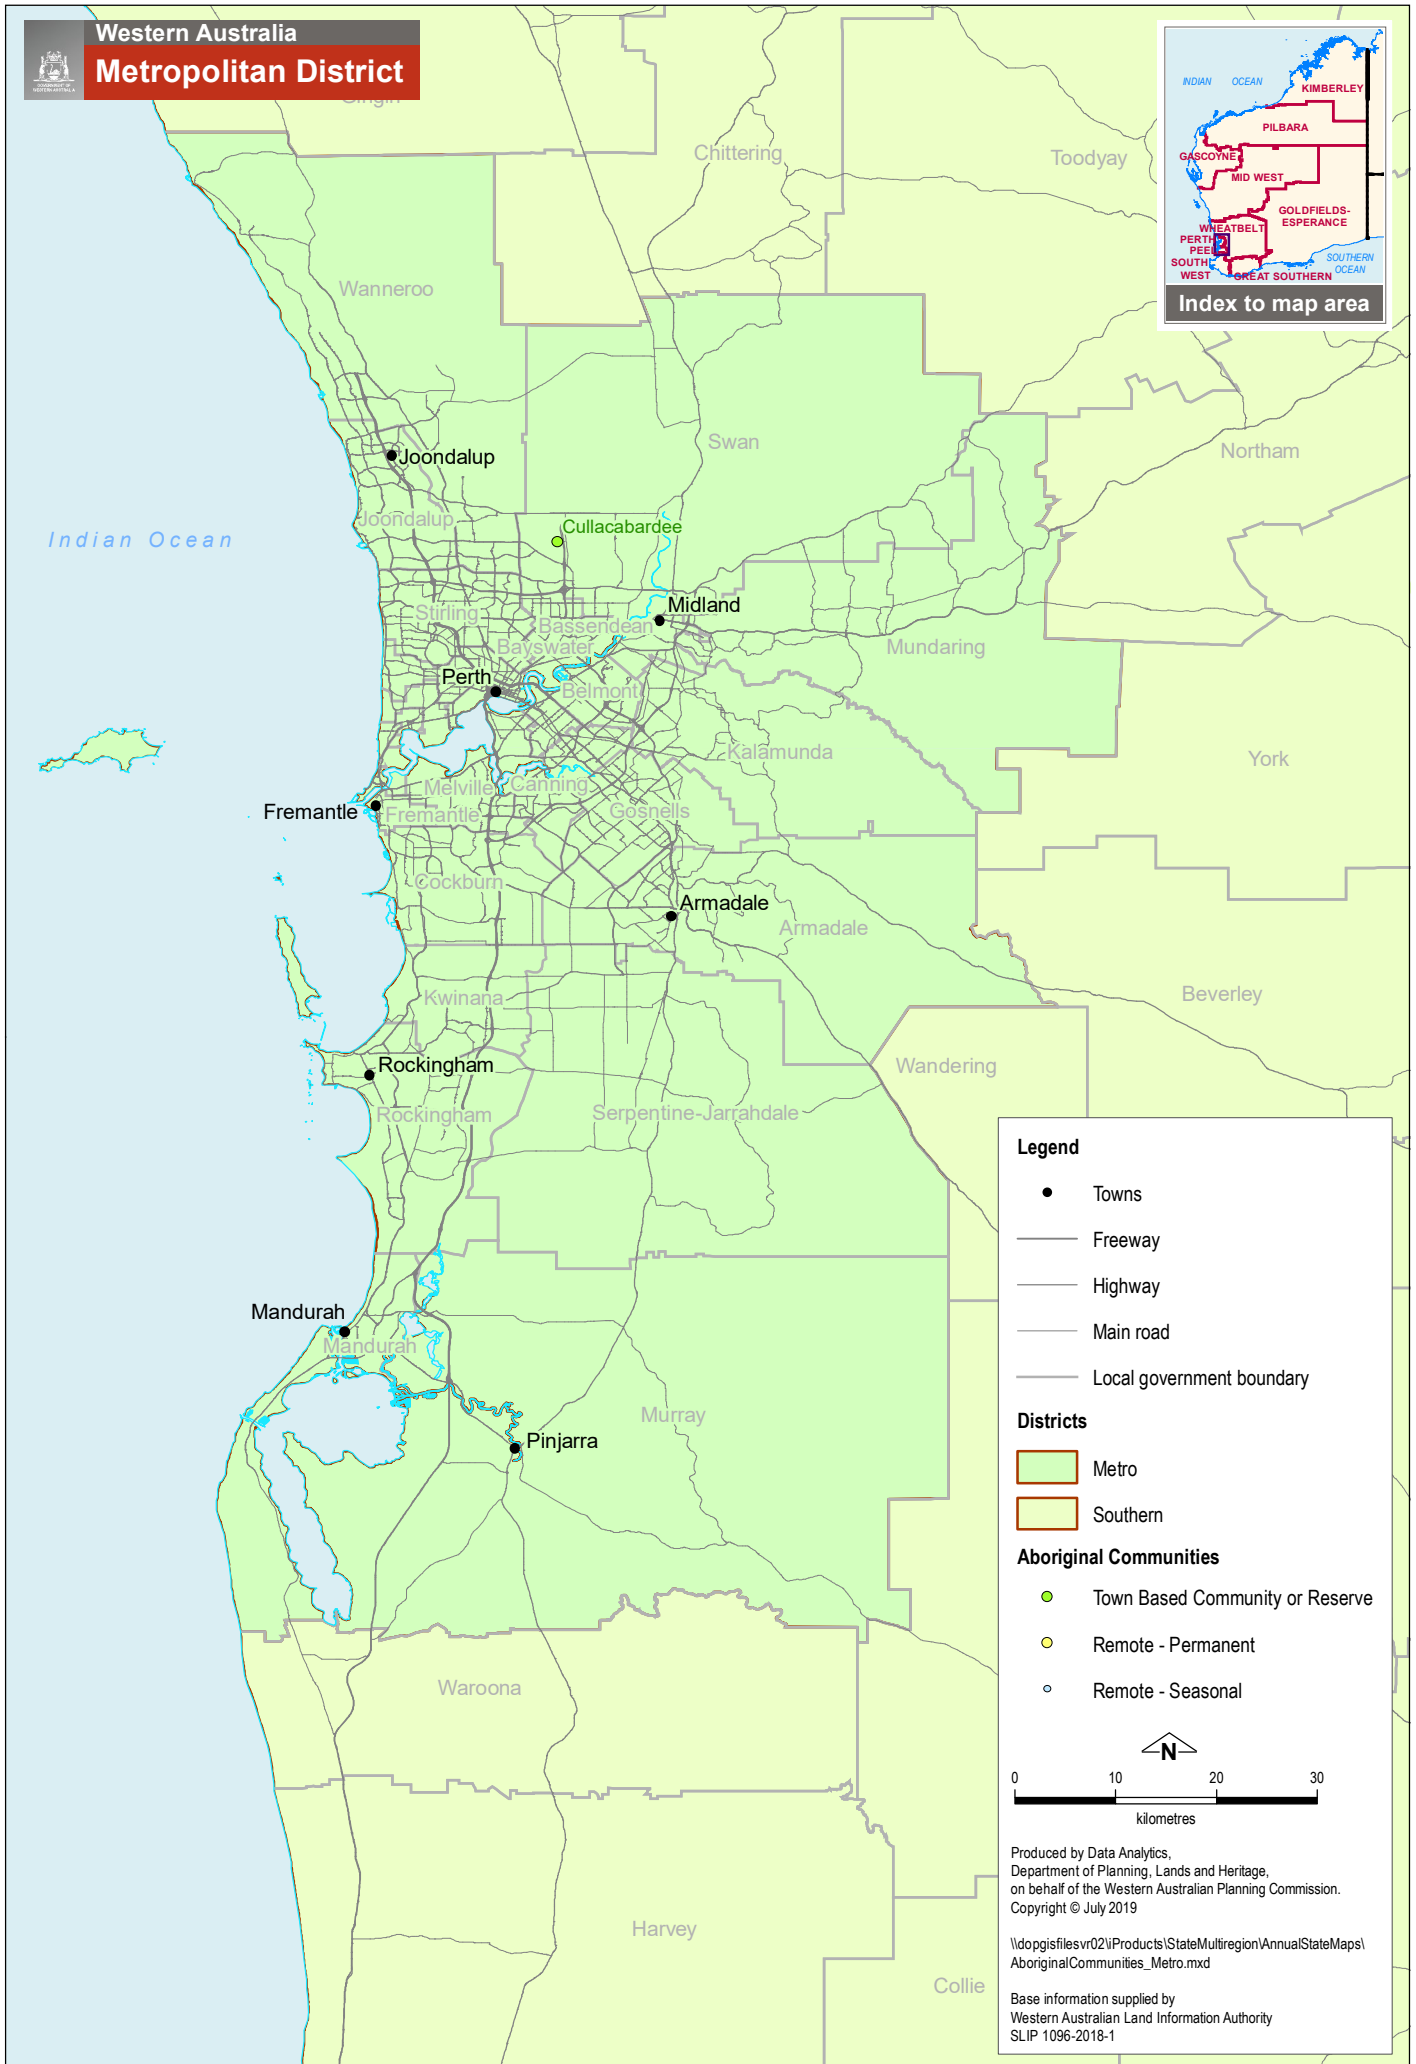 Western Australia
Metropolitan District
GOVERNMENT OF
WESTERN AUSTRALIA
Gingin
Chittering
Toodyay
INDIAN OCEAN
KIMBERLEY
PILBARA
GASCOYNE
MID WEST
GOLDFIELDS-
ESPERANCE
WHEATBELT
PERTH
PEEL
SOUTH
WEST
GREAT SOUTHERN
SOUTHERN
OCEAN
Index to map area
Wanneroo
Swan
Northam
Joondalup
Joondalup
Cullacabardee
Indian Ocean
Midland
Stirling
Bassendean
Bayswater
Mundaring
Perth
Belmont
Kalamunda
York
Melville
Canning
Fremantle
Fremantle
Gosnells
Cockburn
Armadale
Armadale
Kwinana
Beverley
Rockingham
Wandering
Rockingham
Serpentine-Jarrahdale
Mandurah
Mandurah
Murray
Pinjarra
Waroona
Harvey
Collie
Legend
Towns
Freeway
Highway
Main road
Local government boundary
Districts
Metro
Southern
Aboriginal Communities
Town Based Community or Reserve
Remote - Permanent
Remote - Seasonal
N
0 10 20 30
kilometres
Produced by Data Analytics,
Department of Planning, Lands and Heritage,
on behalf of the Western Australian Planning Commission.
Copyright © July 2019
\\dopgisfilesvr02\iProducts\StateMultiregion\AnnualStateMaps\
AboriginalCommunities_Metro.mxd
Base information supplied by
Western Australian Land Information Authority
SLIP 1096-2018-1